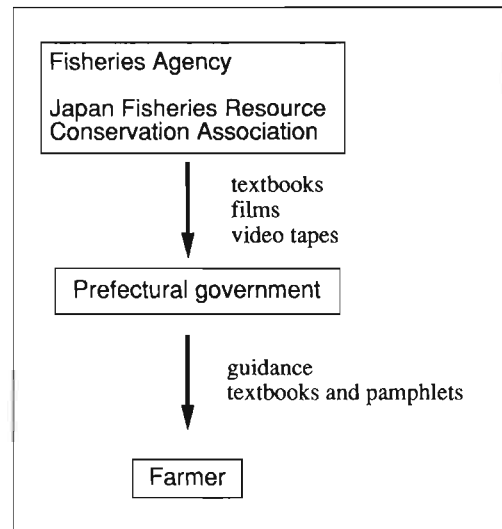 Fisheries Agency
Japan Fisheries Resource
Conservation Association
textbooks
films
video tapes
Prefectural government
guidance
textbooks and pamphlets
Farmer